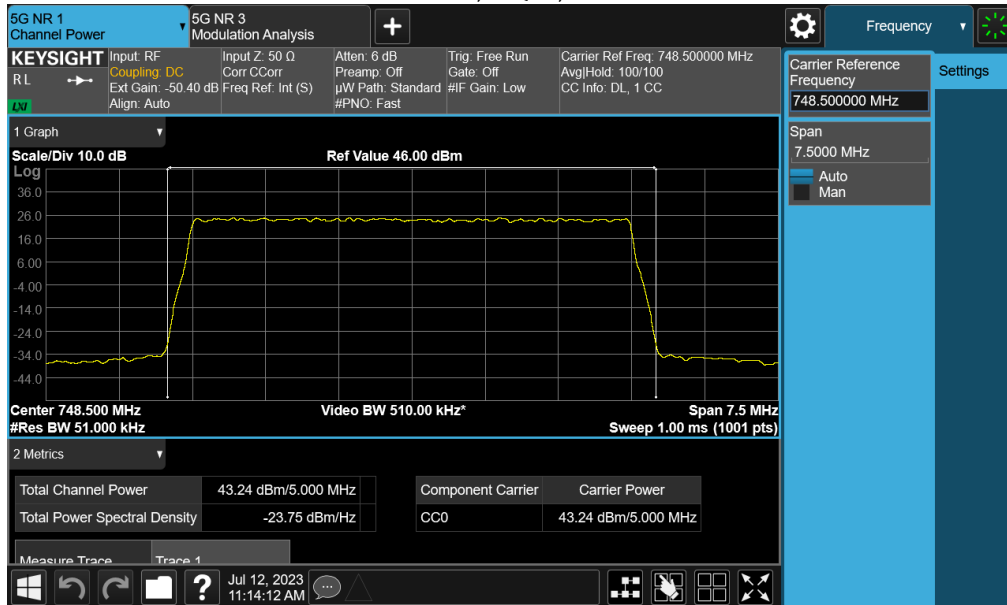 5G NR 1
Channel Power
5G NR 3
Modulation Analysis
Frequency
KEYSIGHT
R L
LXI
Input: RF
Coupling: DC
Ext Gain: -50.40 dB
Align: Auto
Input Z: 50 Ω
Corr CCorr
Freq Ref: Int (S)
Atten: 6 dB
Preamp: Off
µW Path: Standard
#PNO: Fast
Trig: Free Run
Gate: Off
#IF Gain: Low
Carrier Ref Freq: 748.500000 MHz
Avg|Hold: 100/100
CC Info: DL, 1 CC
Carrier Reference
Frequency
748.500000 MHz
Settings
Span
7.5000 MHz
Auto
Man
1 Graph
Scale/Div 10.0 dB
Ref Value 46.00 dBm
Log
36.0
26.0
16.0
6.00
-4.00
-14.0
-24.0
-34.0
-44.0
Center 748.500 MHz
Video BW 510.00 kHz*
Span 7.5 MHz
#Res BW 51.000 kHz
Sweep 1.00 ms (1001 pts)
2 Metrics
Total Channel Power 43.24 dBm/5.000 MHz
Total Power Spectral Density -23.75 dBm/Hz
Component Carrier Carrier Power
CC0 43.24 dBm/5.000 MHz
Measure Trace Trace 1
?
Jul 12, 2023
11:14:12 AM